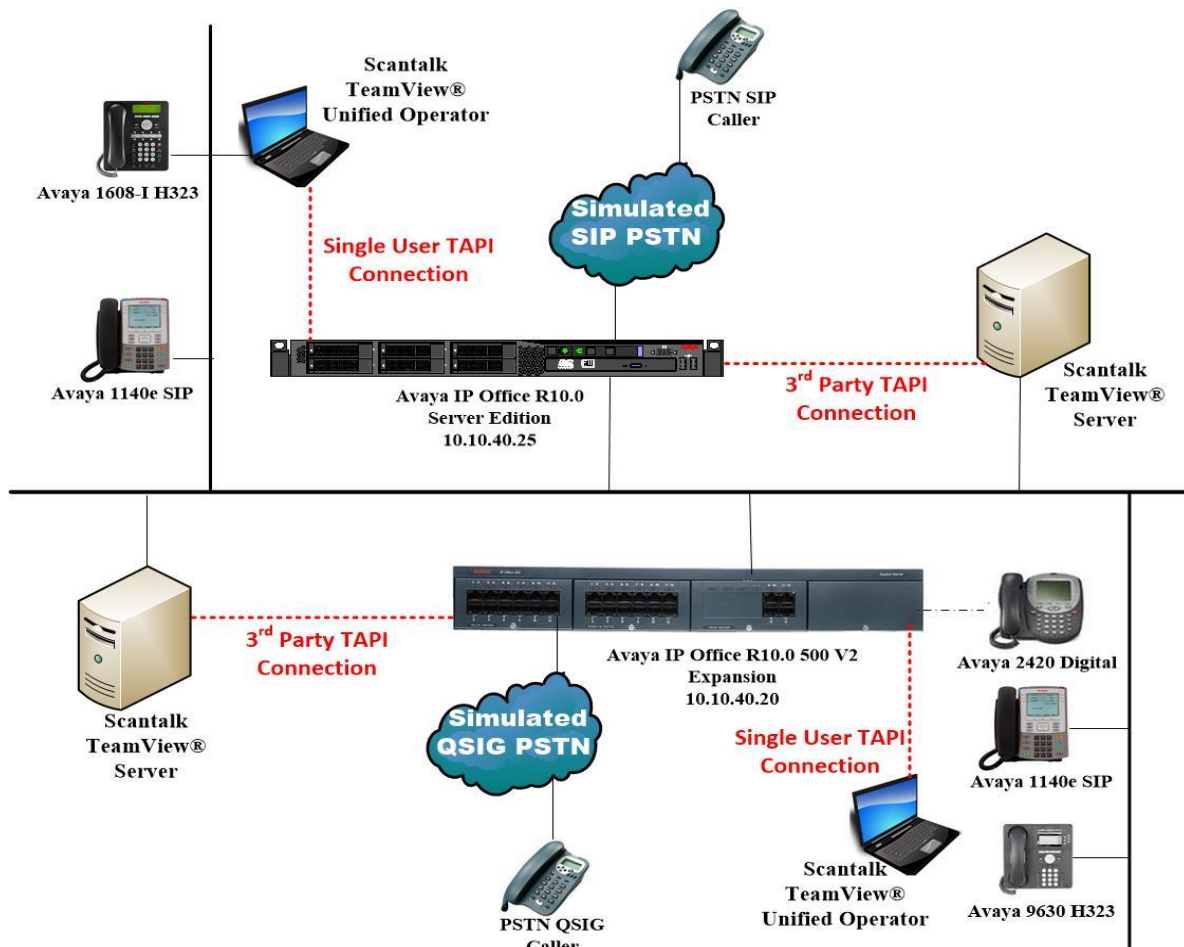 Scantalk
TeamView®
Unified Operator
PSTN SIP
Caller
Avaya 1608-I H323
Simulated
SIP PSTN
Single User TAPI
Connection
Avaya 1140e SIP
Avaya IP Office R10.0
Server Edition
10.10.40.25
3rd Party TAPI
Connection
Scantalk
TeamView®
Server
3rd Party TAPI
Connection
Scantalk
TeamView®
Server
Avaya IP Office R10.0 500 V2
Expansion
10.10.40.20
Avaya 2420 Digital
Simulated
QSIG PSTN
Single User TAPI
Connection
Avaya 1140e SIP
Scantalk
TeamView®
Unified Operator
Avaya 9630 H323
PSTN QSIG
Caller